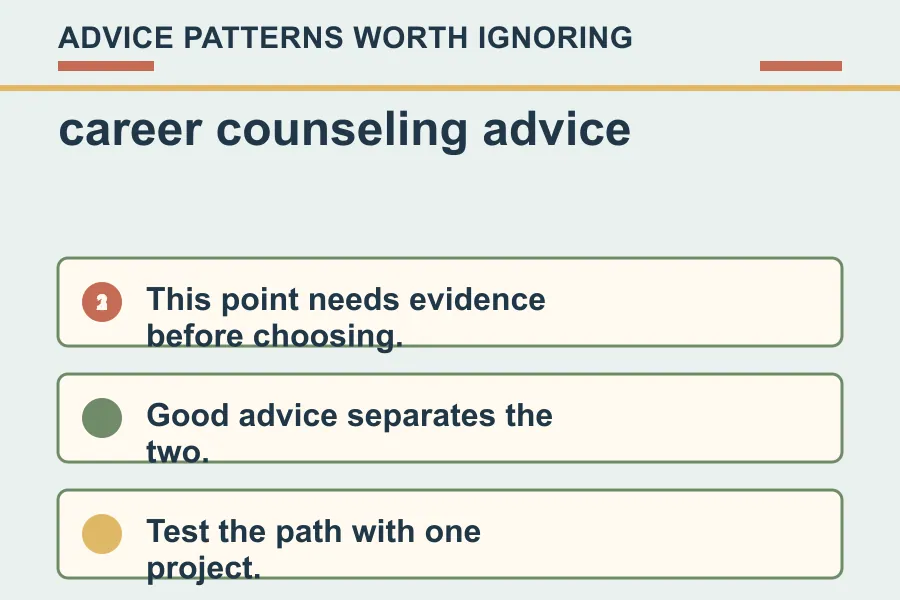 ADVICE PATTERNS WORTH IGNORING
career counseling advice
This point needs evidence
before choosing.
Good advice separates the
two.
Test the path with one
project.